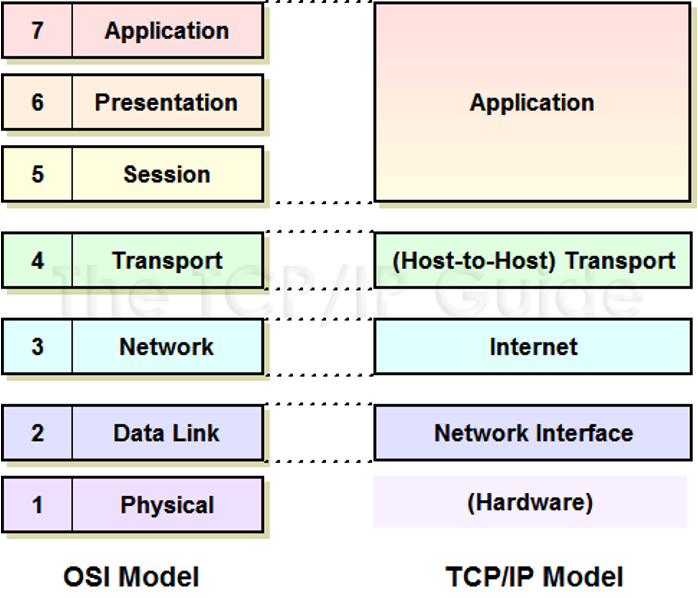 7 Application
6 Presentation
5 Session
4 Transport
3 Network
2 Data Link
1 Physical
OSI Model
Application
(Host-to-Host) Transport
Internet
Network Interface
(Hardware)
TCP/IP Model
The TCP/IP Guide